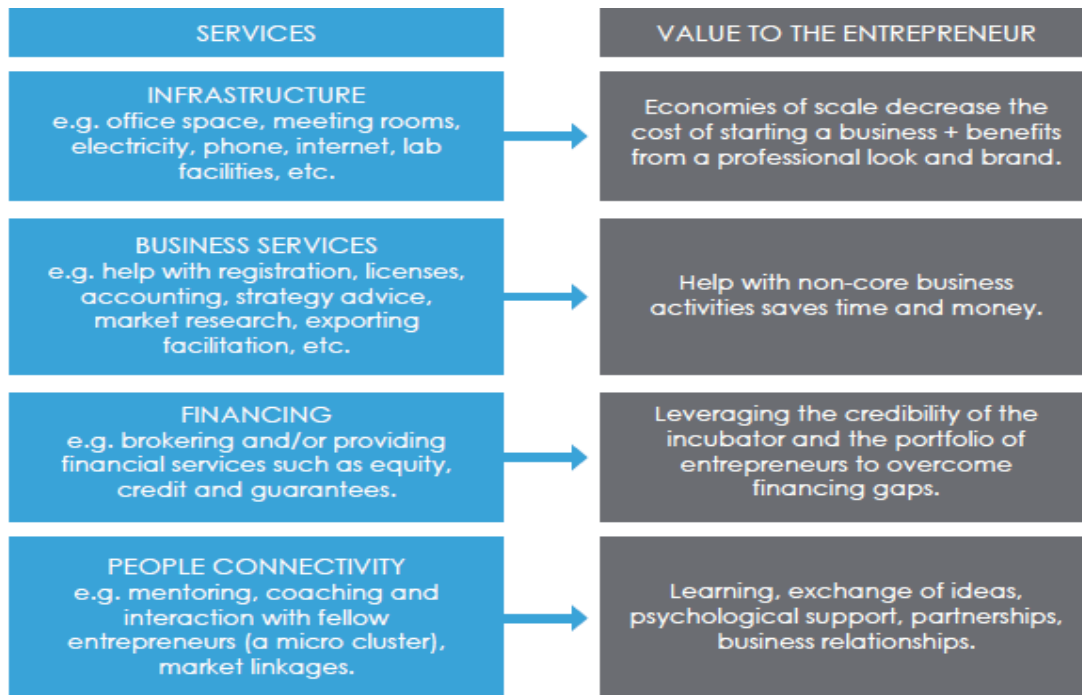 SERVICES
VALUE TO THE ENTREPRENEUR
INFRASTRUCTURE
e.g. office space, meeting rooms,
electricity, phone, internet, lab
facilities, etc.
Economies of scale decrease the
cost of starting a business + benefits
from a professional look and brand.
BUSINESS SERVICES
e.g. help with registration, licenses,
accounting, strategy advice,
market research, exporting
facilitation, etc.
Help with non-core business
activities saves time and money.
FINANCING
e.g. brokering and/or providing
financial services such as equity,
credit and guarantees.
Leveraging the credibility of the
incubator and the portfolio of
entrepreneurs to overcome
financing gaps.
PEOPLE CONNECTIVITY
e.g. mentoring, coaching and
interaction with fellow
entrepreneurs (a micro cluster),
market linkages.
Learning, exchange of ideas,
psychological support, partnerships,
business relationships.